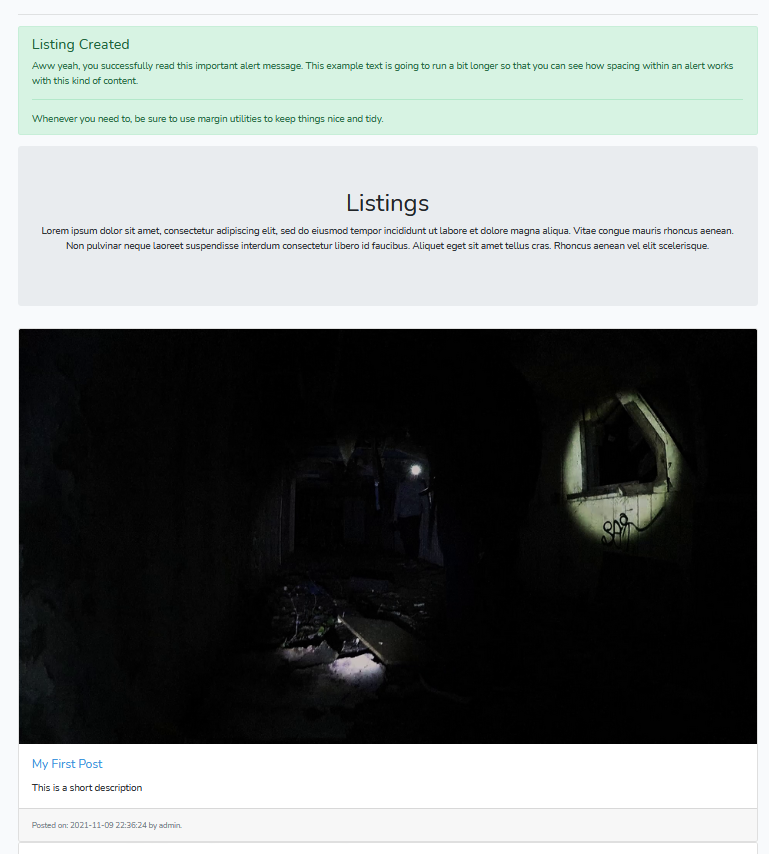 Listing Created
Aww yeah, you successfully read this important alert message. This example text is going to run a bit longer so that you can see how spacing within an alert works
with this kind of content.
Whenever you need to, be sure to use margin utilities to keep things nice and tidy.
Listings
Lorem ipsum dolor sit amet, consectetur adipiscing elit, sed do eiusmod tempor incididunt ut labore et dolore magna aliqua. Vitae congue mauris rhoncus aenean.
Non pulvinar neque laoreet suspendisse interdum consectetur libero id faucibus. Aliquet eget sit amet tellus cras. Rhoncus aenean vel elit scelerisque.
My First Post
This is a short description
Posted on: 2021-11-09 22:36:24 by admin.